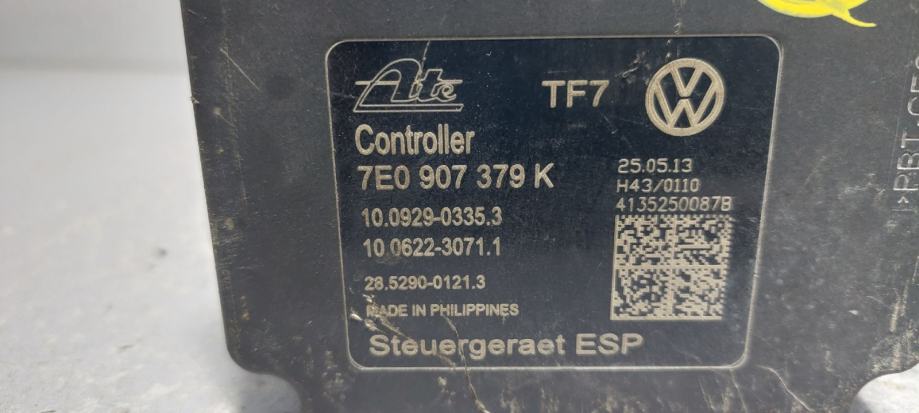 Ate
TF7
Controller
7E0 907 379 K
25.05.13
H43/0110
4135250087B
10.0929-0335.3
10.0622-3071.1
28.5290-0121.3
MADE IN PHILIPPINES
Steuergeraet ESP